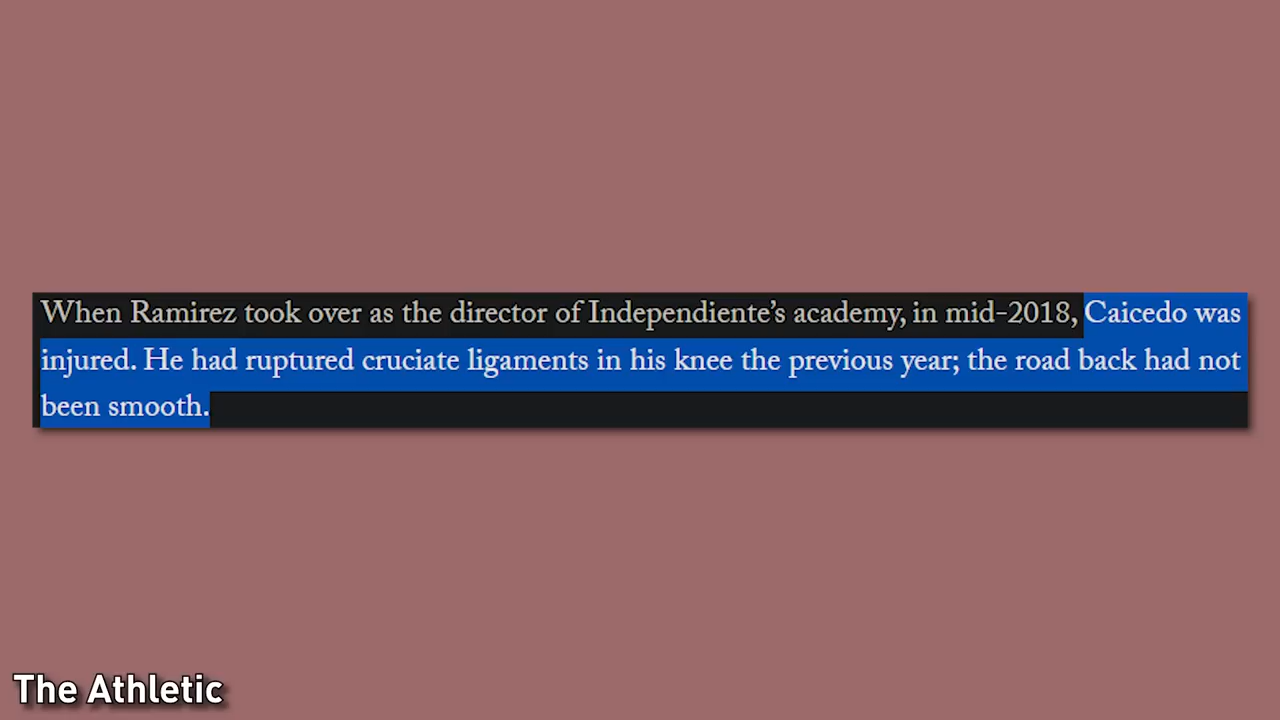 When Ramirez took over as the director of Independiente’s academy, in mid-2018, Caicedo was
injured. He had ruptured cruciate ligaments in his knee the previous year; the road back had not
been smooth.
The Athletic